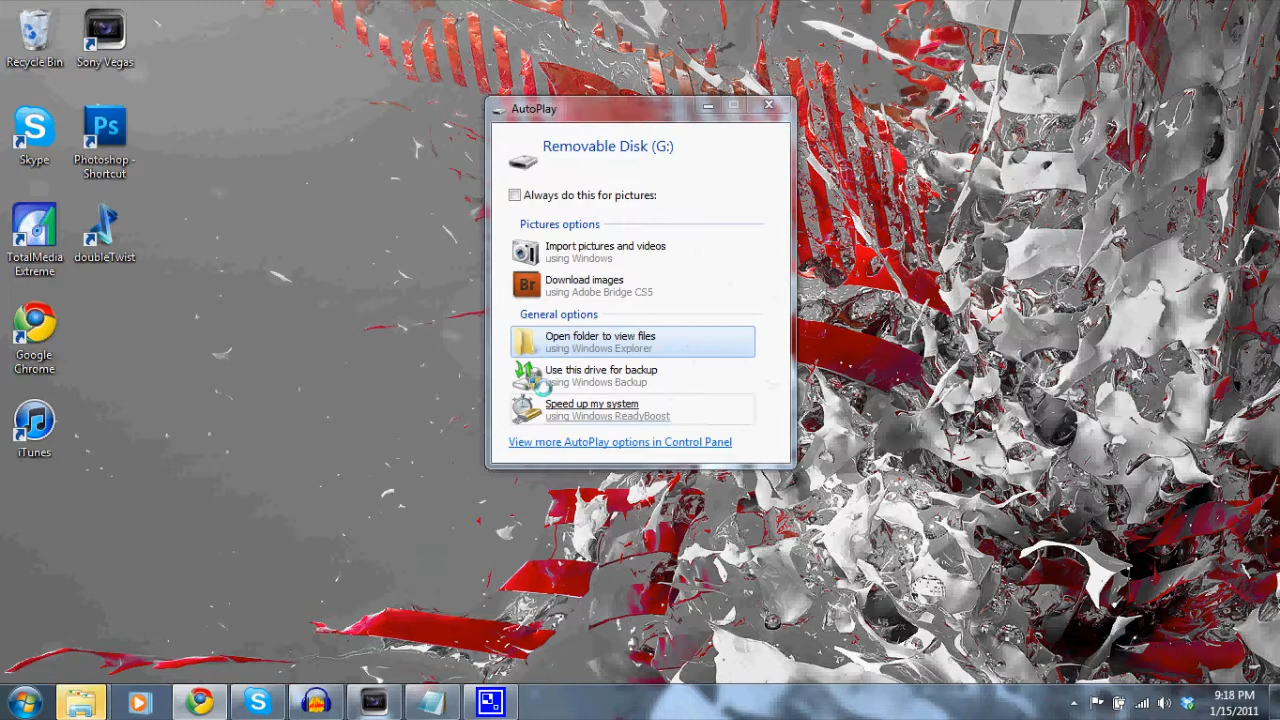 Recycle Bin
Sony Vegas
Skype
Ps
Photoshop -
Shortcut
TotalMedia
Extreme
doubleTwist
Google
Chrome
iTunes
AutoPlay
Removable Disk (G:)
Always do this for pictures:
Pictures options
Import pictures and videos
using Windows
Br
Download images
using Adobe Bridge CS5
General options
Open folder to view files
using Windows Explorer
Use this drive for backup
using Windows Backup
Speed up my system
using Windows ReadyBoost
View more AutoPlay options in Control Panel
9:18 PM
1/15/2011